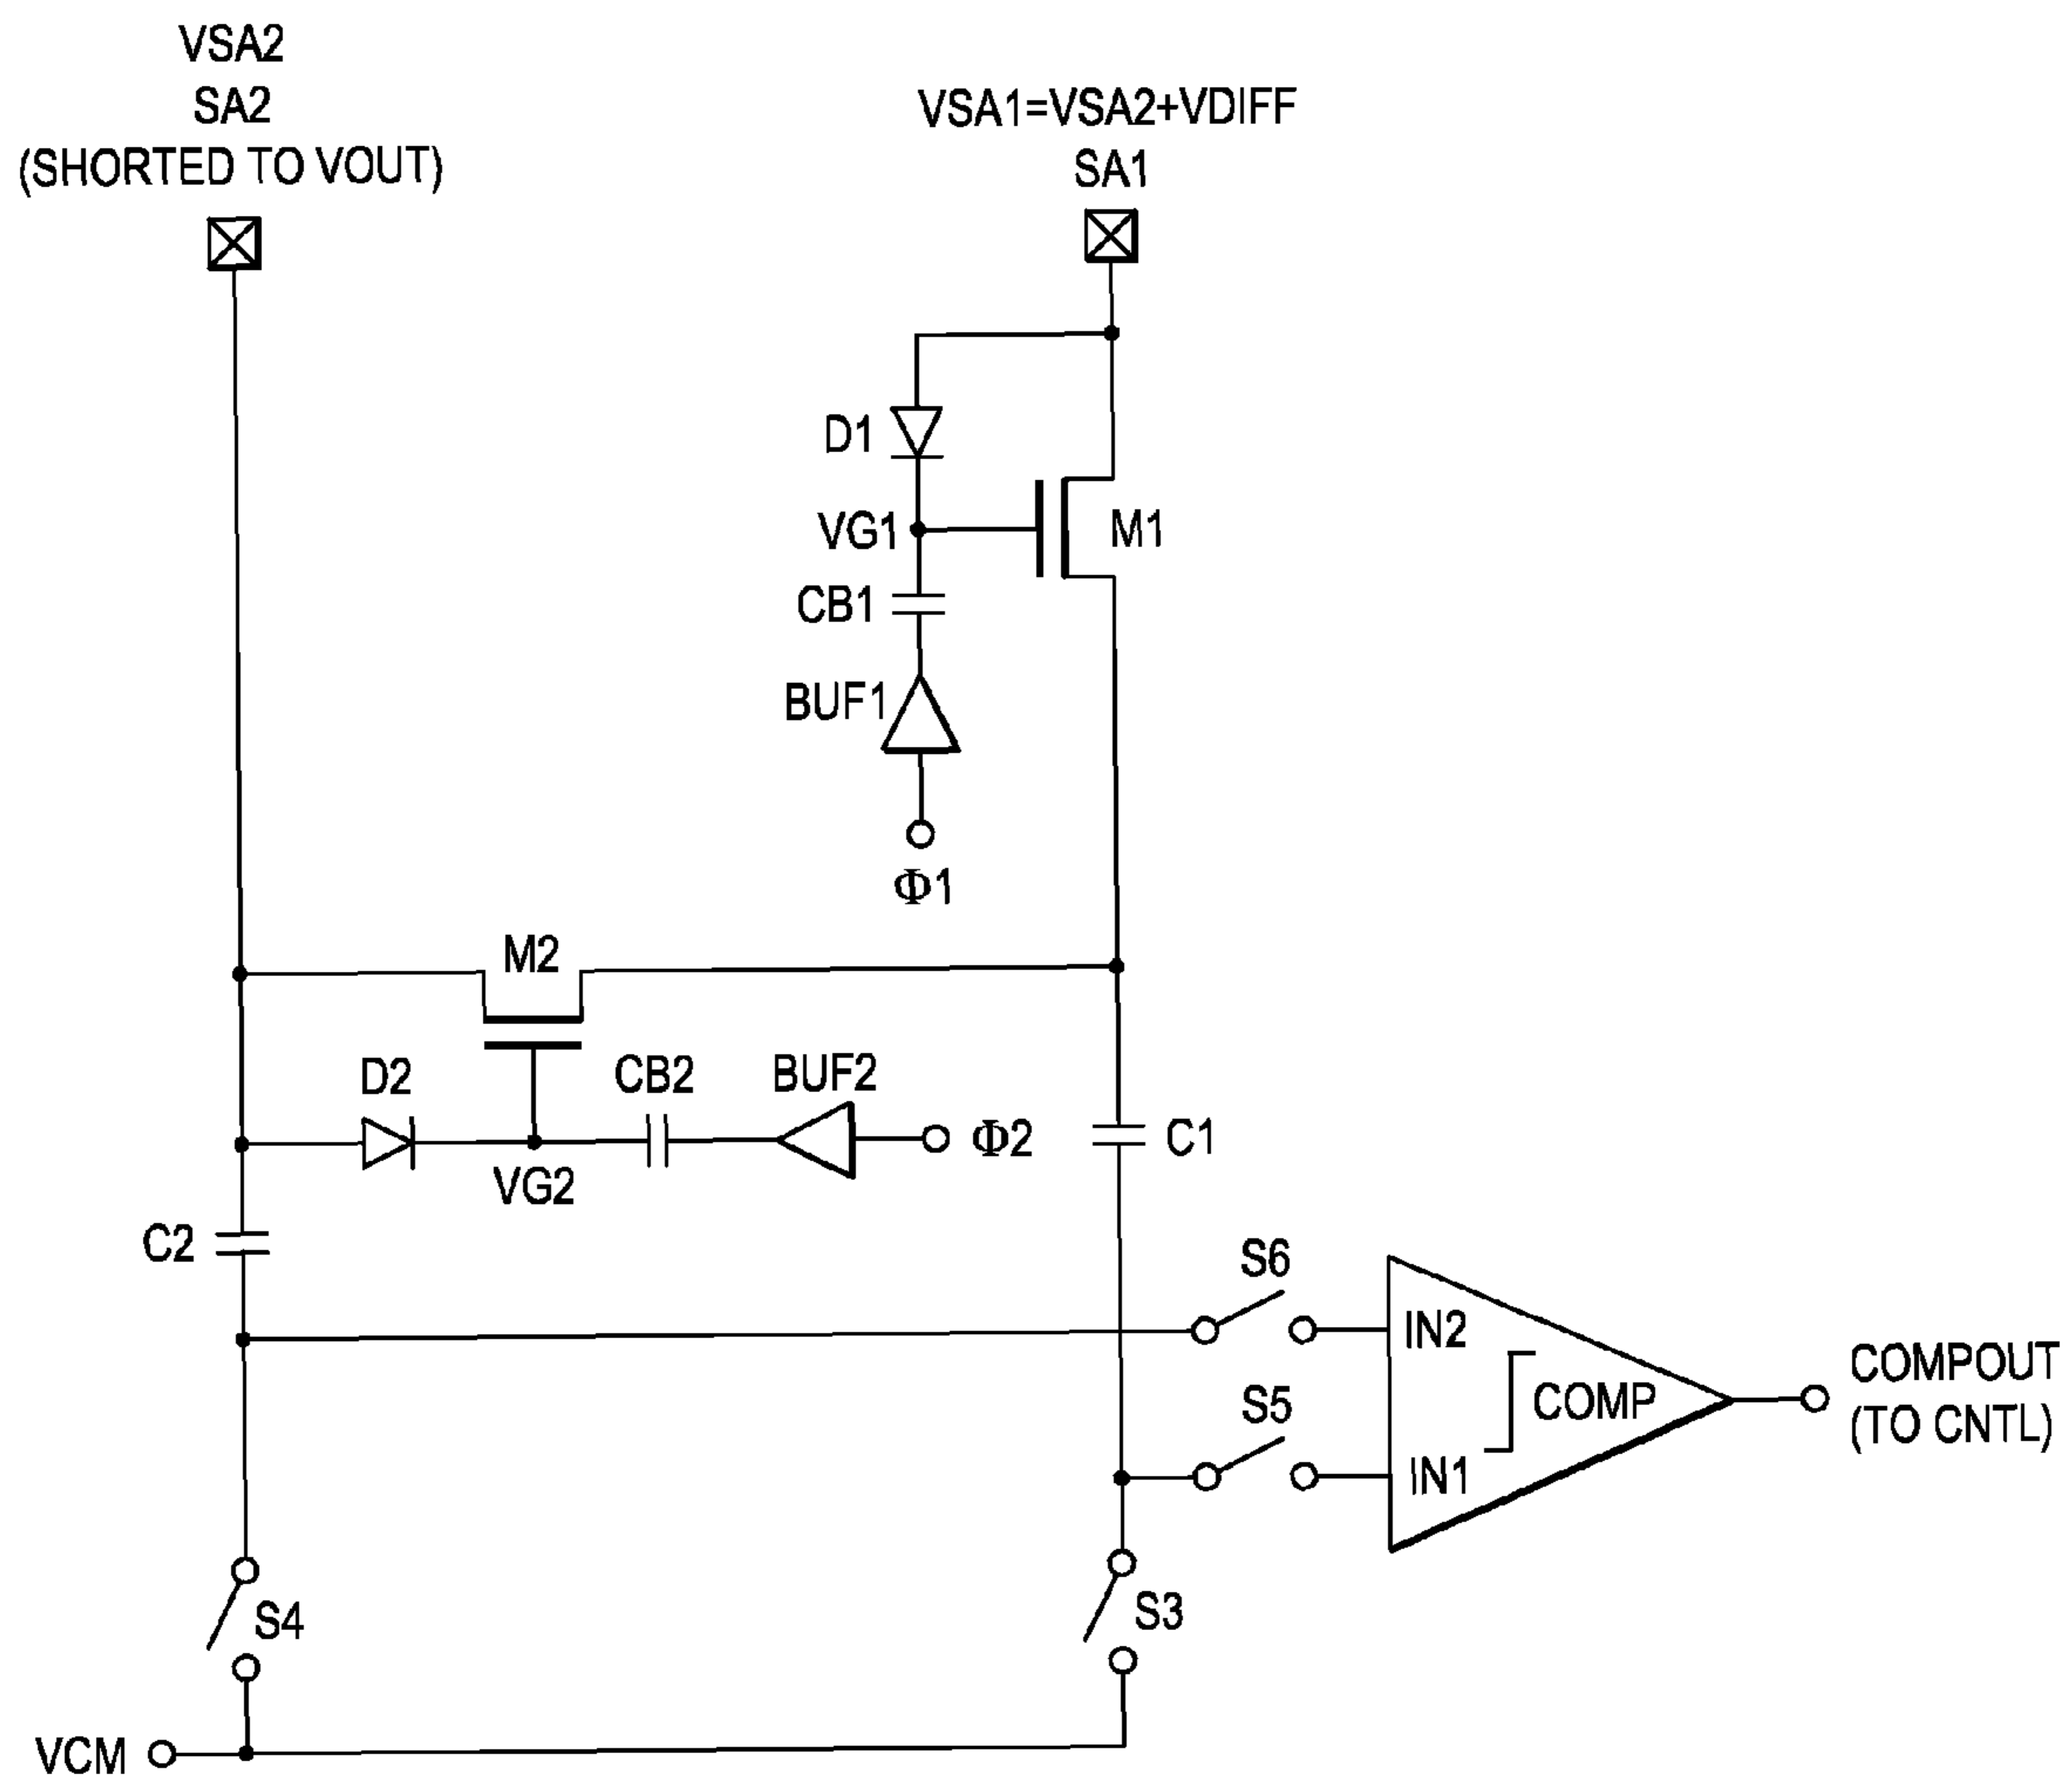 VSA2
SA2
(SHORTED TO VOUT)
VSA1=VSA2+VDIFF
SA1
D1
VG1
M1
CB1
BUF1
Φ1
M2
D2
CB2
BUF2
Φ2
C1
VG2
C2
S6
IN2
COMP
S5
IN1
COMPOUT
(TO CNTL)
S4
S3
VCM